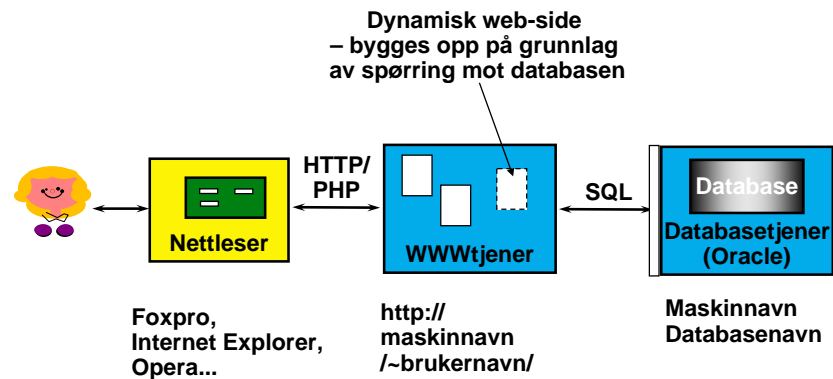 Dynamisk web-side
– bygges opp på grunnlag
av spørring mot databasen
HTTP/
PHP
SQL
Database
Nettleser
WWWtjener
Databasetjener
(Oracle)
Foxpro,
Internet Explorer,
Opera...
http://
maskinnavn
/~brukernavn/
Maskinnavn
Databasenavn